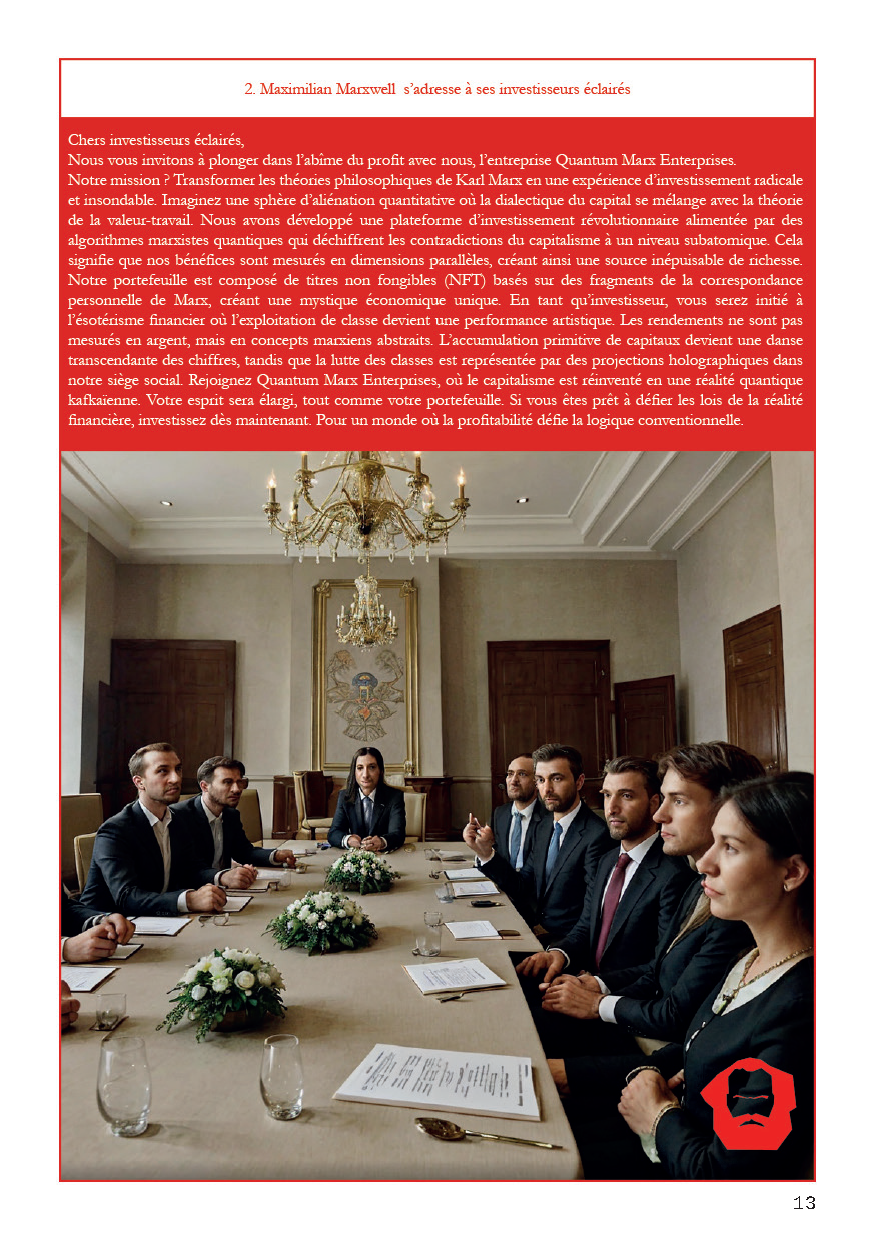 2. Maximilian Marxwell  s’adresse à ses investisseurs éclairés
Chers investisseurs éclairés,
Nous vous invitons à plonger dans l’abîme du profit avec nous, l’entreprise Quantum Marx Enterprises.
Notre mission ? Transformer les théories philosophiques de Karl Marx en une expérience d’investissement radicale
et insondable. Imaginez une sphère d’aliénation quantitative où la dialectique du capital se mélange avec la théorie
de la valeur-travail. Nous avons développé une plateforme d’investissement révolutionnaire alimentée par des
algorithmes marxistes quantiques qui déchiffrent les contradictions du capitalisme à un niveau subatomique. Cela
signifie que nos bénéfices sont mesurés en dimensions parallèles, créant ainsi une source inépuisable de richesse.
Notre portefeuille est composé de titres non fongibles (NFT) basés sur des fragments de la correspondance
personnelle de Marx, créant une mystique économique unique. En tant qu’investisseur, vous serez initié à
l’ésotérisme financier où l’exploitation de classe devient une performance artistique. Les rendements ne sont pas
mesurés en argent, mais en concepts marxiens abstraits. L’accumulation primitive de capitaux devient une danse
transcendante des chiffres, tandis que la lutte des classes est représentée par des projections holographiques dans
notre siège social. Rejoignez Quantum Marx Enterprises, où le capitalisme est réinventé en une réalité quantique
kafkaïenne. Votre esprit sera élargi, tout comme votre portefeuille. Si vous êtes prêt à défier les lois de la réalité
financière, investissez dès maintenant. Pour un monde où la profitabilité défie la logique conventionnelle.
13